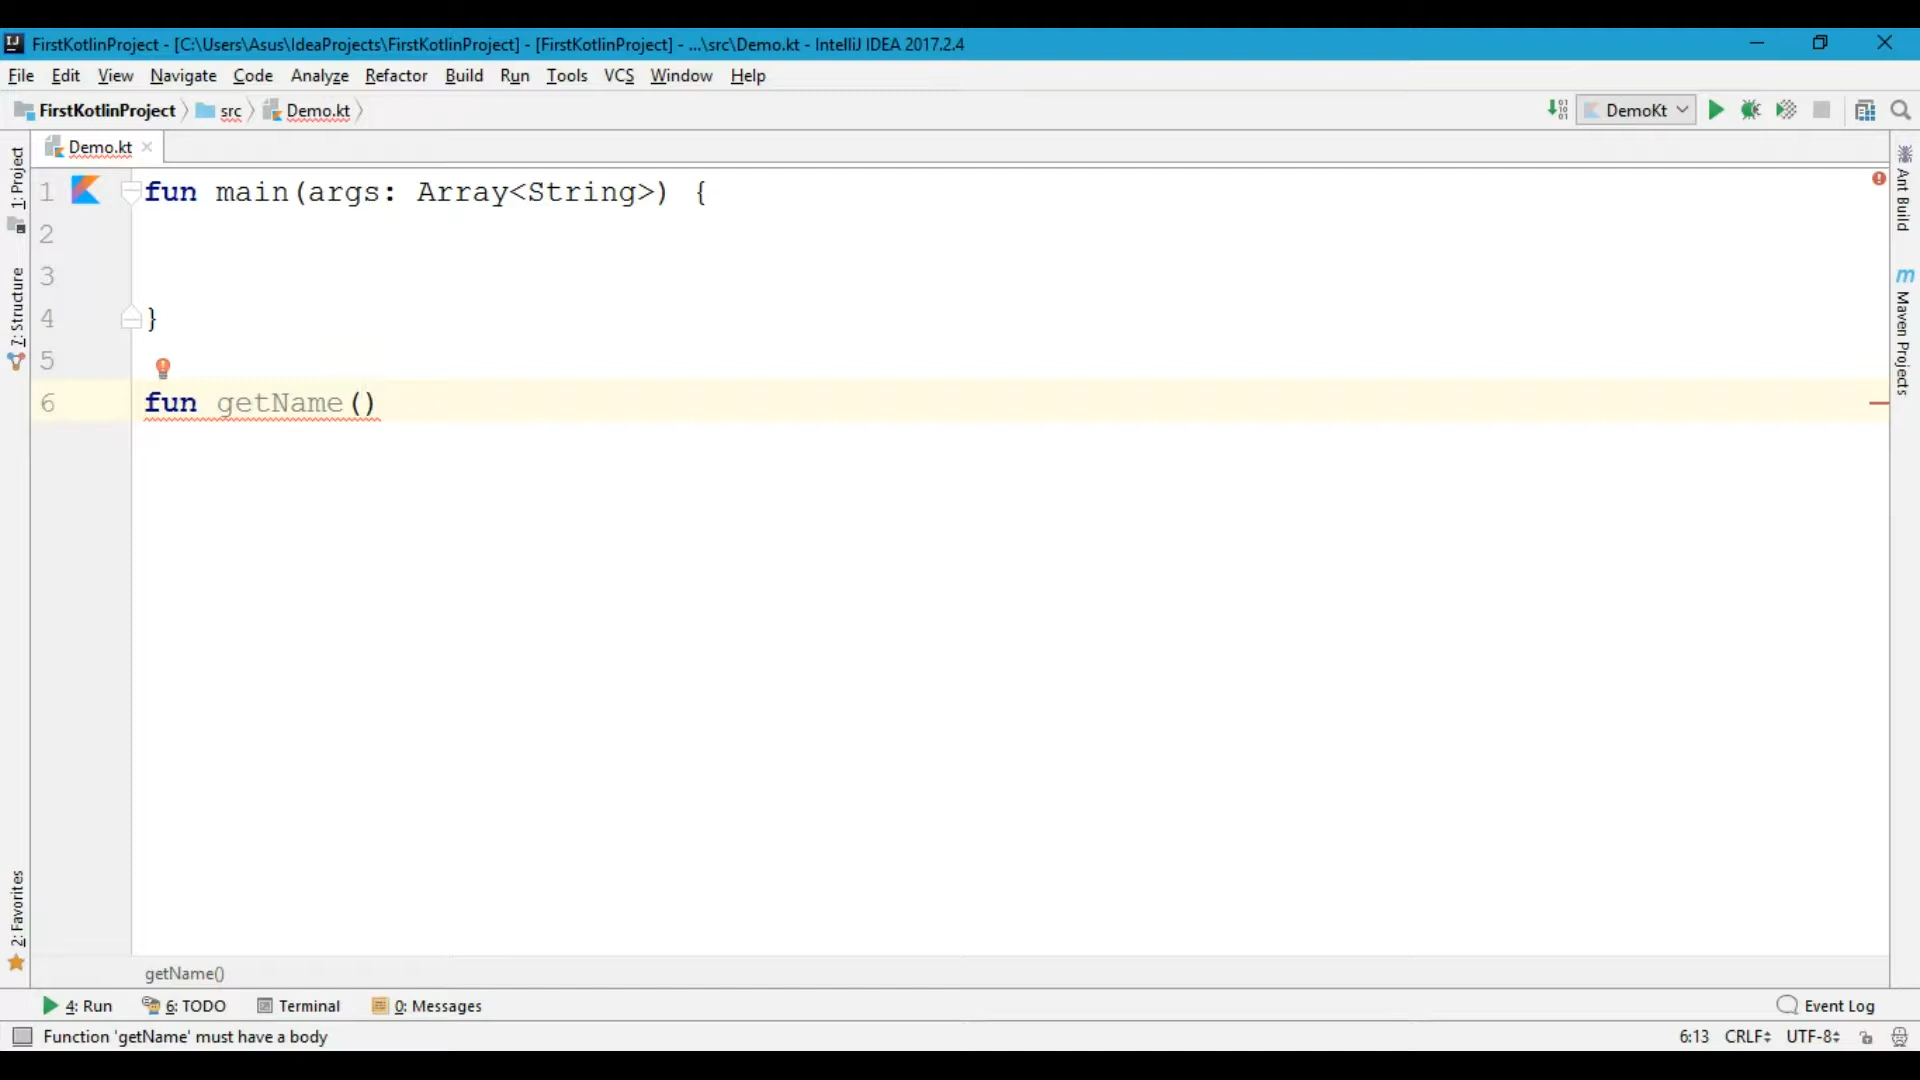 FirstKotlinProject - [C:\Users\Asus\IdeaProjects\FirstKotlinProject] - [FirstKotlinProject] - ...\src\Demo.kt - IntelliJ IDEA 2017.2.4
File Edit View Navigate Code Analyze Refactor Build Run Tools VCS Window Help
FirstKotlinProject src Demo.kt DemoKt
Demo.kt
1: Project
7: Structure
2: Favorites
Ant Build
Maven Projects
1 fun main(args: Array<String>) {
2
3
4 }
5
6 fun getName()
getName()
4: Run 6: TODO Terminal 0: Messages Event Log
Function 'getName' must have a body 6:13 CRLF UTF-8